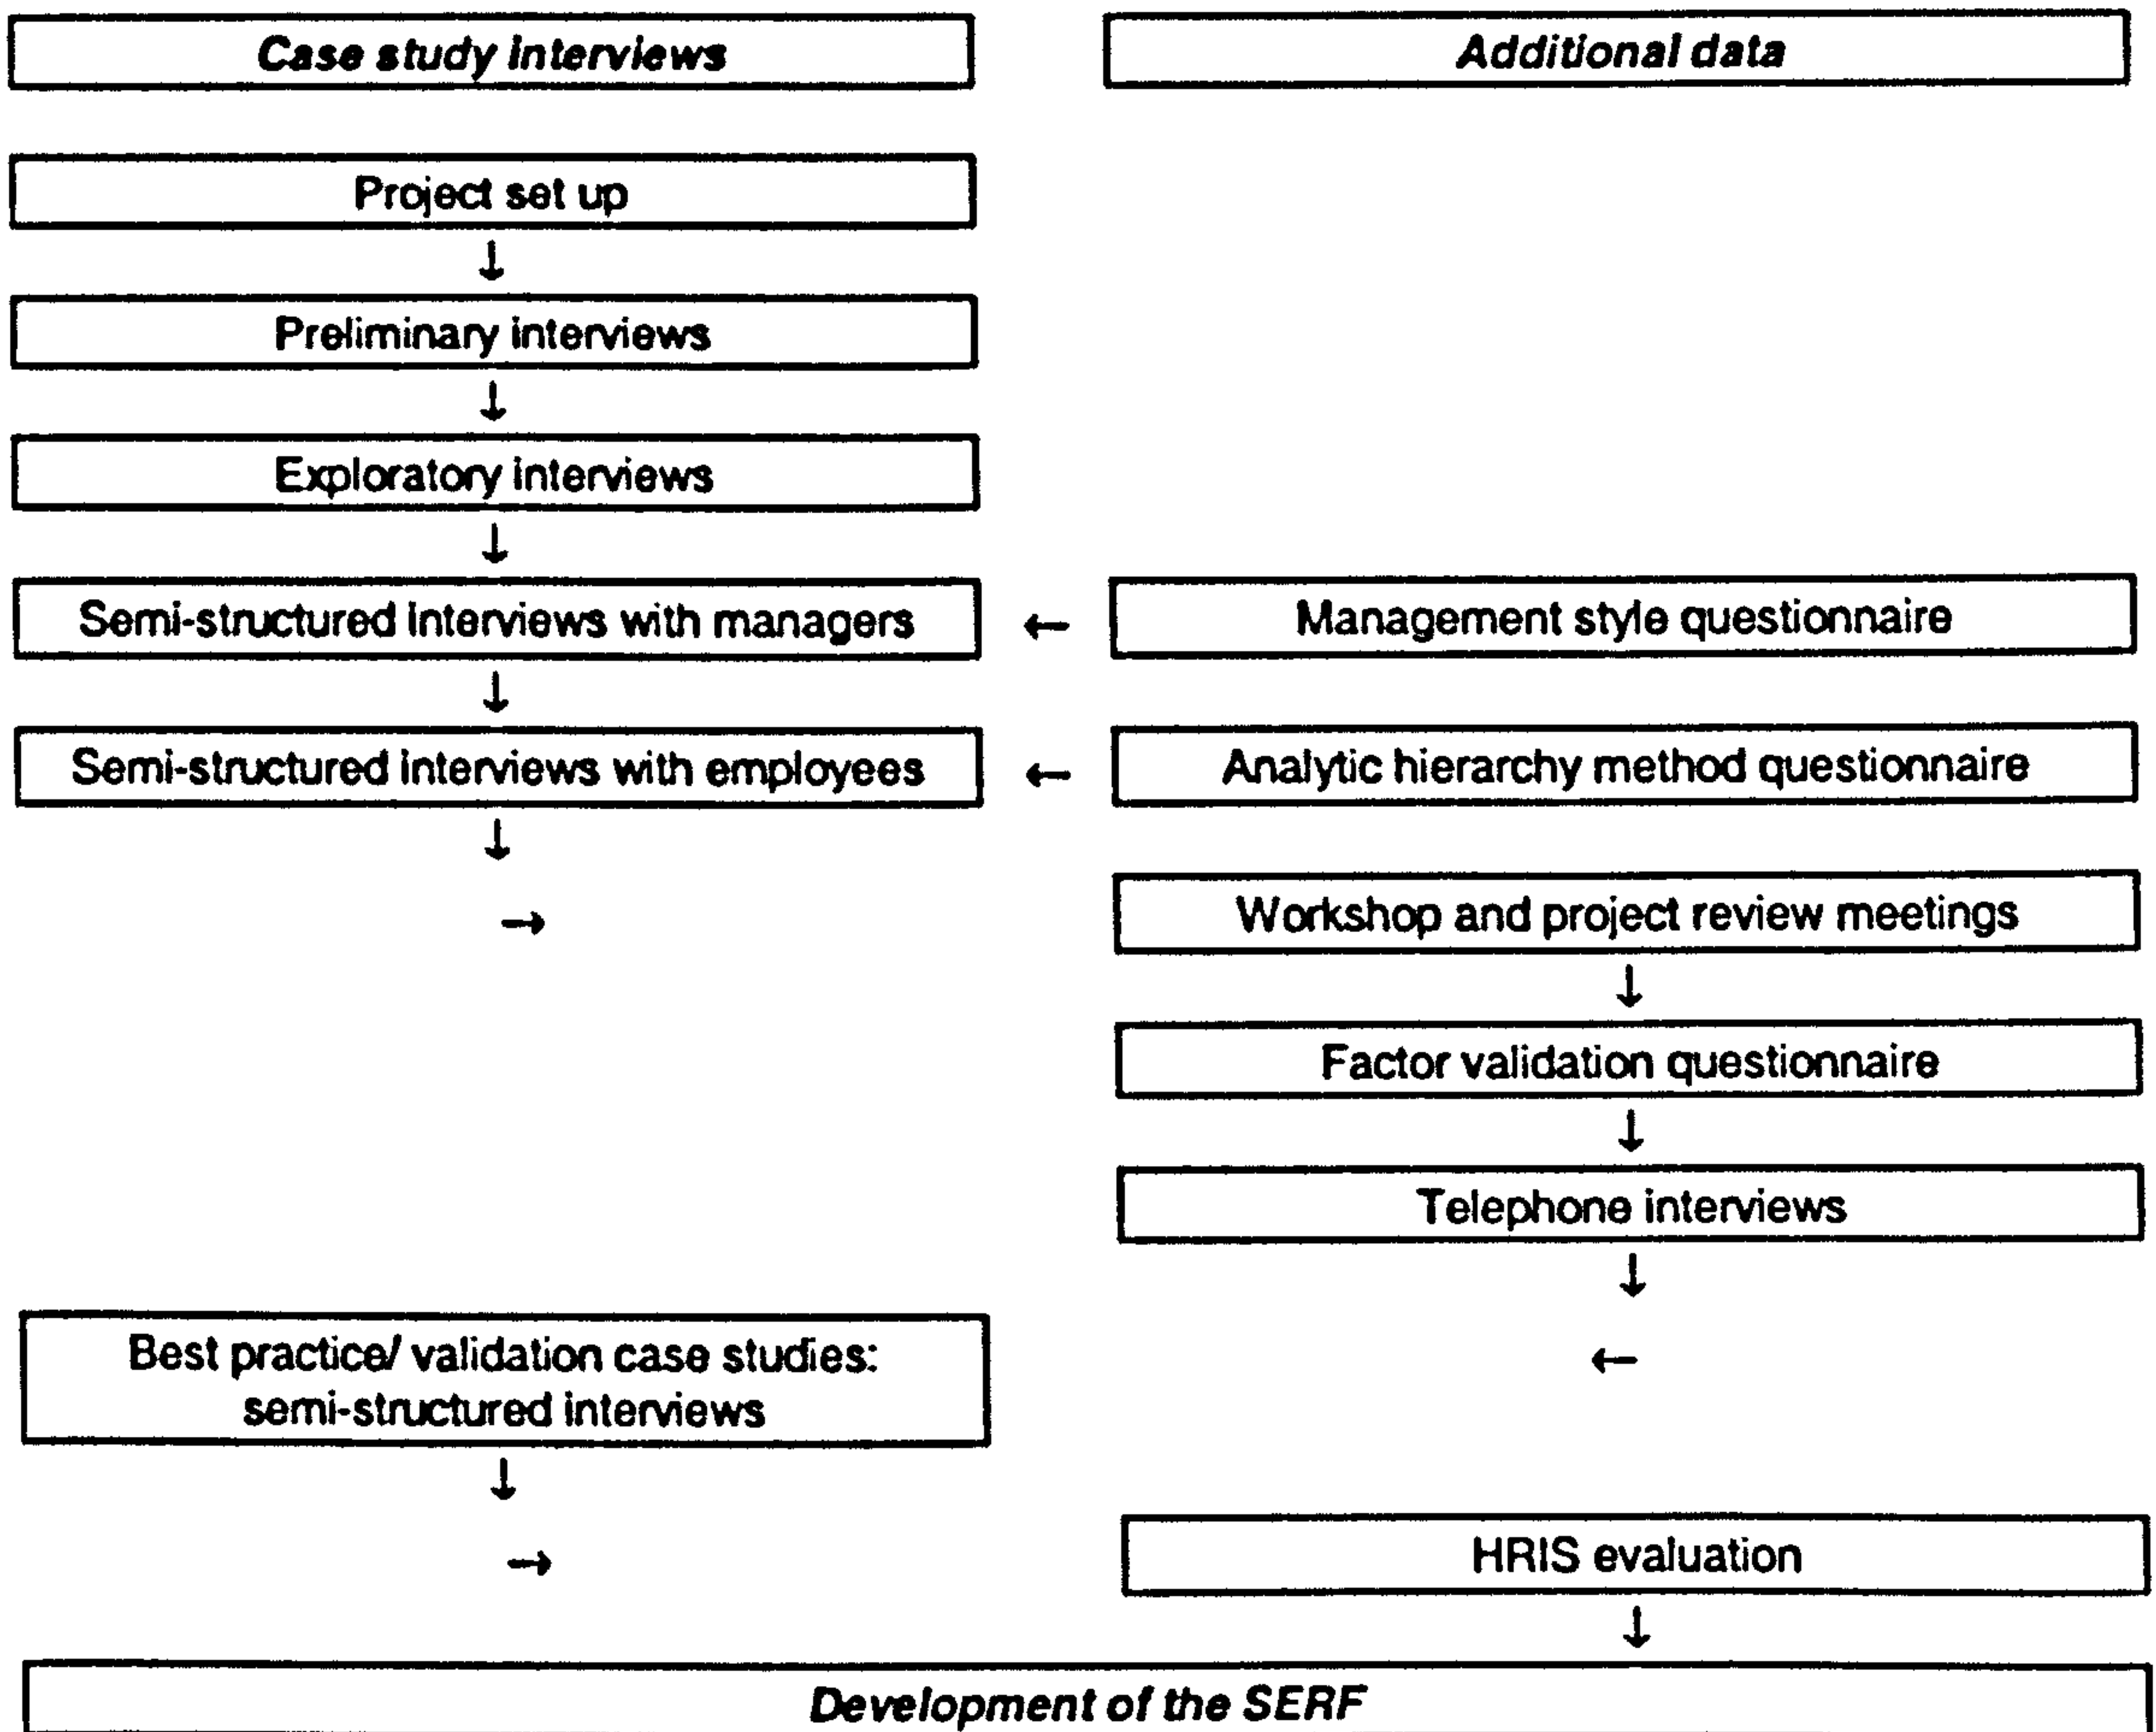 Case study interviews
Additional data
Project set up
↓
Preliminary interviews
↓
Exploratory interviews
↓
Semi-structured interviews with managers
←
Management style questionnaire
↓
Semi-structured interviews with employees
←
Analytic hierarchy method questionnaire
↓
→
Workshop and project review meetings
↓
Factor validation questionnaire
↓
Telephone interviews
↓
Best practice/ validation case studies:
semi-structured interviews
←
↓
→
HRIS evaluation
↓
Development of the SERF